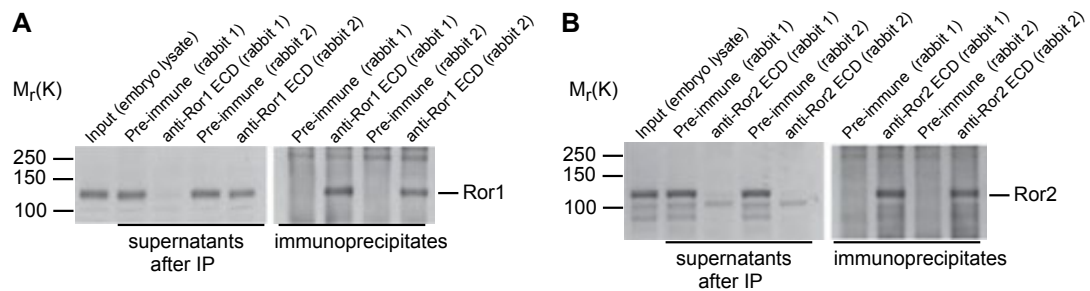 A
M_r(K)
Input (embryo lysate)
Pre-immune (rabbit 1)
anti-Ror1 ECD (rabbit 1)
Pre-immune (rabbit 2)
anti-Ror1 ECD (rabbit 2)
Pre-immune (rabbit 1)
anti-Ror1 ECD (rabbit 1)
Pre-immune (rabbit 2)
anti-Ror1 ECD (rabbit 2)
250
150
100
Ror1
supernatants
after IP
immunoprecipitates
B
M_r(K)
Input (embryo lysate)
Pre-immune (rabbit 1)
anti-Ror2 ECD (rabbit 1)
Pre-immune (rabbit 2)
anti-Ror2 ECD (rabbit 2)
Pre-immune (rabbit 1)
anti-Ror2 ECD (rabbit 1)
Pre-immune (rabbit 2)
anti-Ror2 ECD (rabbit 2)
250
150
100
Ror2
supernatants
after IP
immunoprecipitates